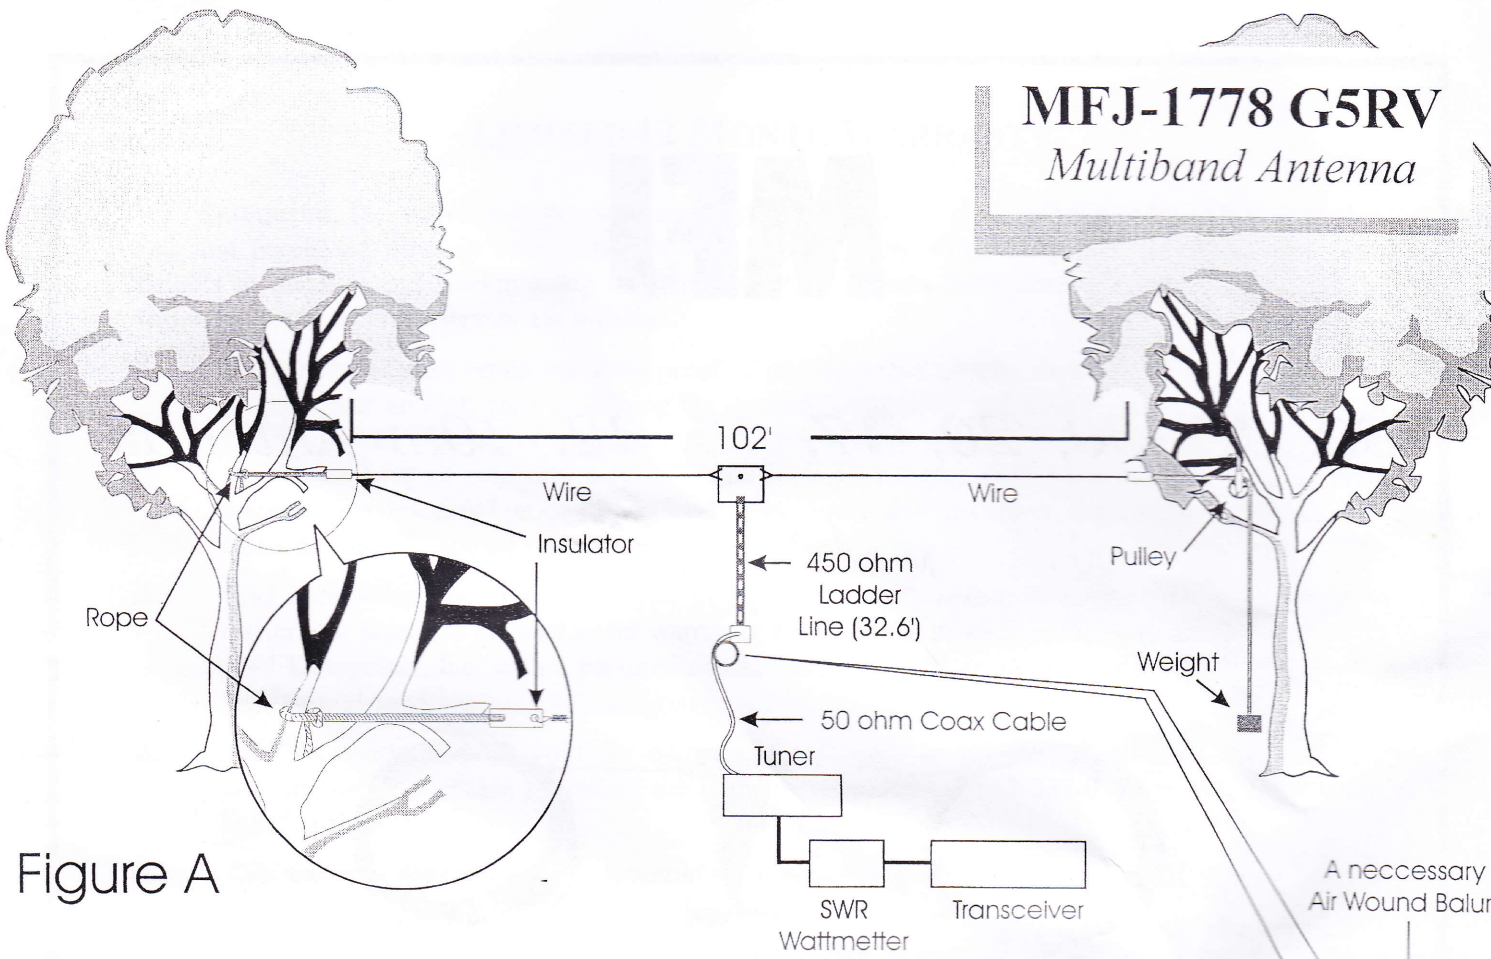 MFJ-1778 G5RV
Multiband Antenna
102'
Wire
Wire
Insulator
Pulley
450 ohm
Ladder
Line (32.6')
Rope
Weight
50 ohm Coax Cable
Tuner
Figure A
SWR
Wattmetter
Transceiver
A neccessary
Air Wound Balun